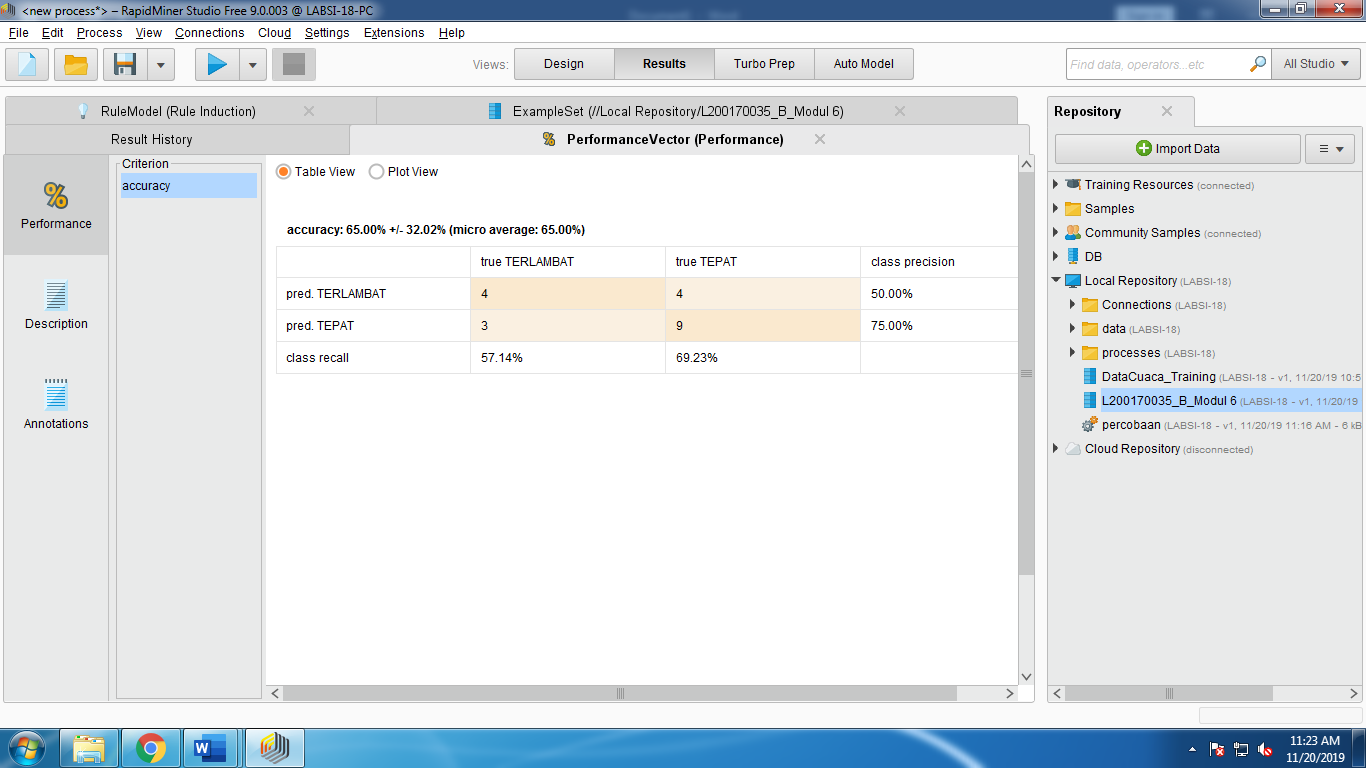 <new process*> – RapidMiner Studio Free 9.0.003 @ LABSI-18-PC
File Edit Process View Connections Cloud Settings Extensions Help
Views: Design Results Turbo Prep Auto Model
Find data, operators...etc
All Studio
RuleModel (Rule Induction)
ExampleSet (//Local Repository/L200170035_B_Modul 6)
Result History
PerformanceVector (Performance)
Performance
Description
Annotations
Criterion
accuracy
Table View Plot View
accuracy: 65.00% +/- 32.02% (micro average: 65.00%)
true TERLAMBAT true TEPAT class precision
pred. TERLAMBAT 4 4 50.00%
pred. TEPAT 3 9 75.00%
class recall 57.14% 69.23%
Repository
Import Data
Training Resources (connected)
Samples
Community Samples (connected)
DB
Local Repository (LABSI-18)
Connections (LABSI-18)
data (LABSI-18)
processes (LABSI-18)
DataCuaca_Training (LABSI-18 - v1, 11/20/19 10:5
L200170035_B_Modul 6 (LABSI-18 - v1, 11/20/19
percobaan (LABSI-18 - v1, 11/20/19 11:16 AM - 6 kB
Cloud Repository (disconnected)
11:23 AM
11/20/2019